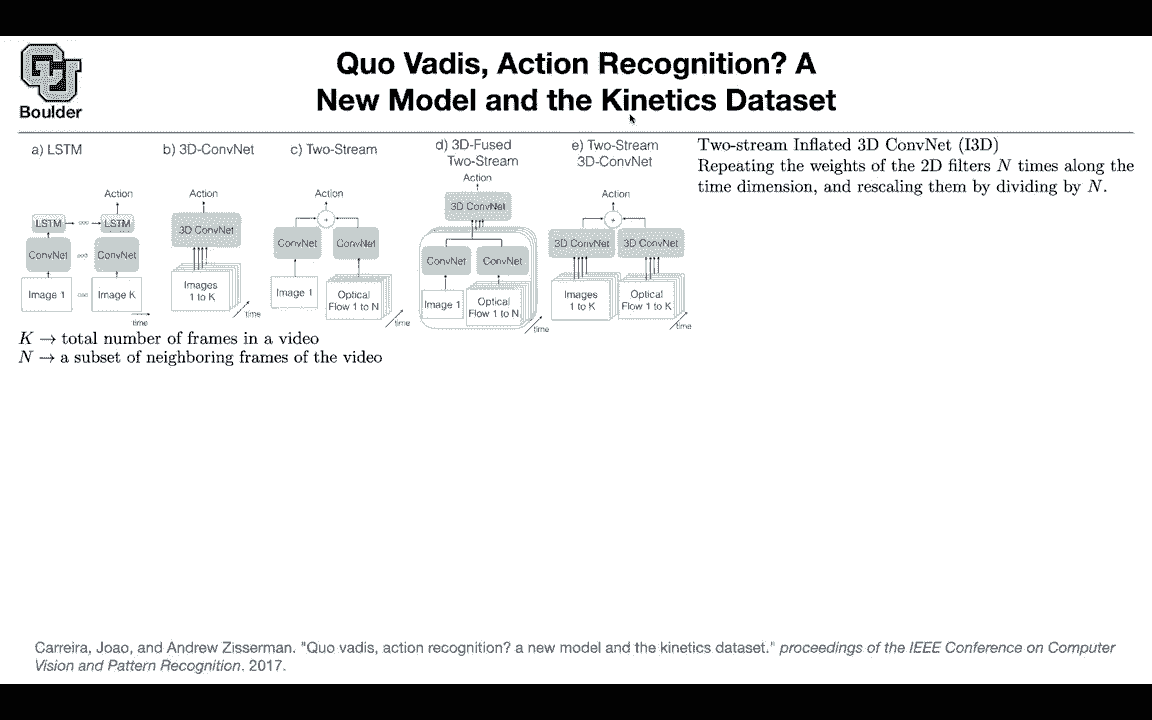 Boulder
Quo Vadis, Action Recognition? A
New Model and the Kinetics Dataset
a) LSTM
Action
LSTM
LSTM
ConvNet
ConvNet
Image 1
Image K
time
b) 3D-ConvNet
Action
3D ConvNet
Images
1 to K
time
c) Two-Stream
Action
+
ConvNet
ConvNet
Image 1
Optical
Flow 1 to N
time
d) 3D-Fused
Two-Stream
Action
3D ConvNet
ConvNet
ConvNet
Image 1
Optical
Flow 1 to N
time
e) Two-Stream
3D-ConvNet
Action
+
3D ConvNet
3D ConvNet
Images
1 to K
Optical
Flow 1 to K
time
Two-stream Inflated 3D ConvNet (I3D)
Repeating the weights of the 2D filters N times along the
time dimension, and rescaling them by dividing by N.
K → total number of frames in a video
N → a subset of neighboring frames of the video
Carreira, Joao, and Andrew Zisserman. "Quo vadis, action recognition? a new model and the kinetics dataset." proceedings of the IEEE Conference on Computer
Vision and Pattern Recognition. 2017.